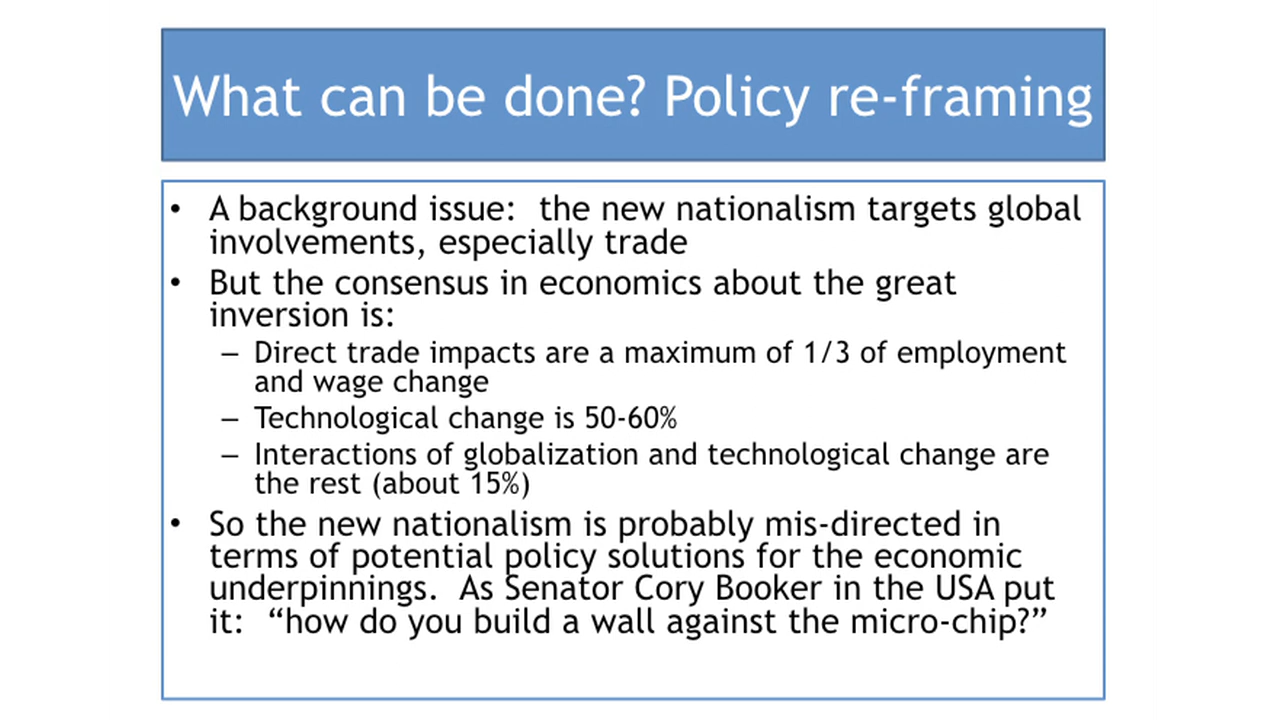 What can be done? Policy re-framing
• A background issue:  the new nationalism targets global
involvements, especially trade
• But the consensus in economics about the great
inversion is:
– Direct trade impacts are a maximum of 1/3 of employment
and wage change
– Technological change is 50-60%
– Interactions of globalization and technological change are
the rest (about 15%)
• So the new nationalism is probably mis-directed in
terms of potential policy solutions for the economic
underpinnings.  As Senator Cory Booker in the USA put
it:  “how do you build a wall against the micro-chip?”